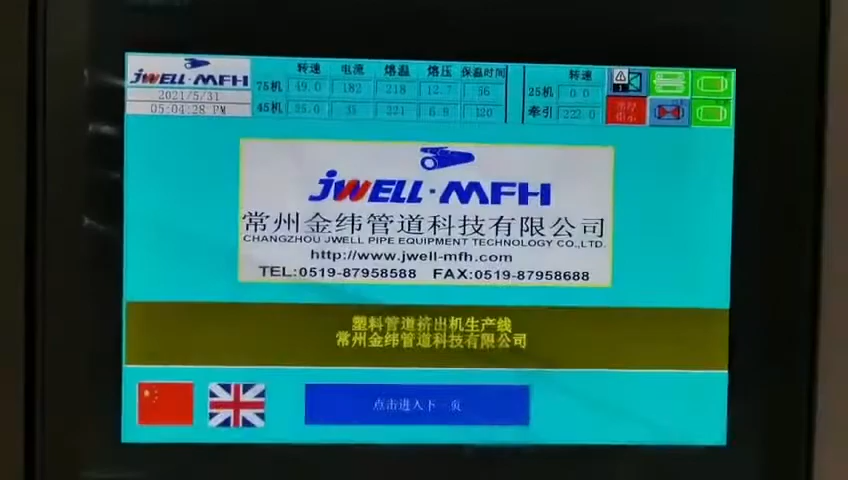 JWELL·MFH
2021/5/31
05:04:28 PM
转速 电流 熔温 熔压 保温时间
75机 49.0 182 218 12.7 56
45机 35.0 35 221 6.9 120
转速
25机 0.0
牵引 222.0
JWELL·MFH
常州金纬管道科技有限公司
CHANGZHOU JWELL PIPE EQUIPMENT TECHNOLOGY CO.,LTD.
http://www.jwell-mfh.com
TEL:0519-87958588 FAX:0519-87958688
塑料管道挤出机生产线
常州金纬管道科技有限公司
点击进入下一页